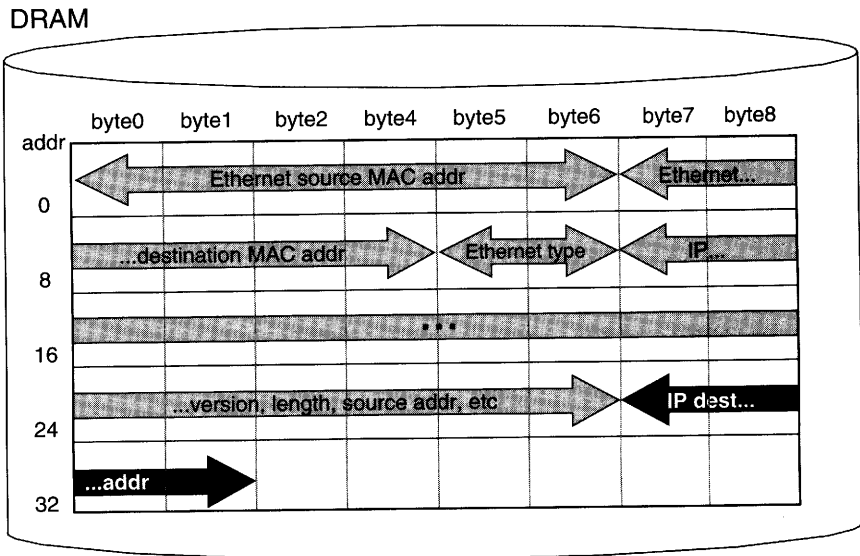 DRAM
byte0 byte1 byte2 byte4 byte5 byte6 byte7 byte8
addr
Ethernet source MAC addr Ethernet...
0
...destination MAC addr Ethernet type IP...
8
...
16
...version, length, source addr, etc IP dest...
24
...addr
32